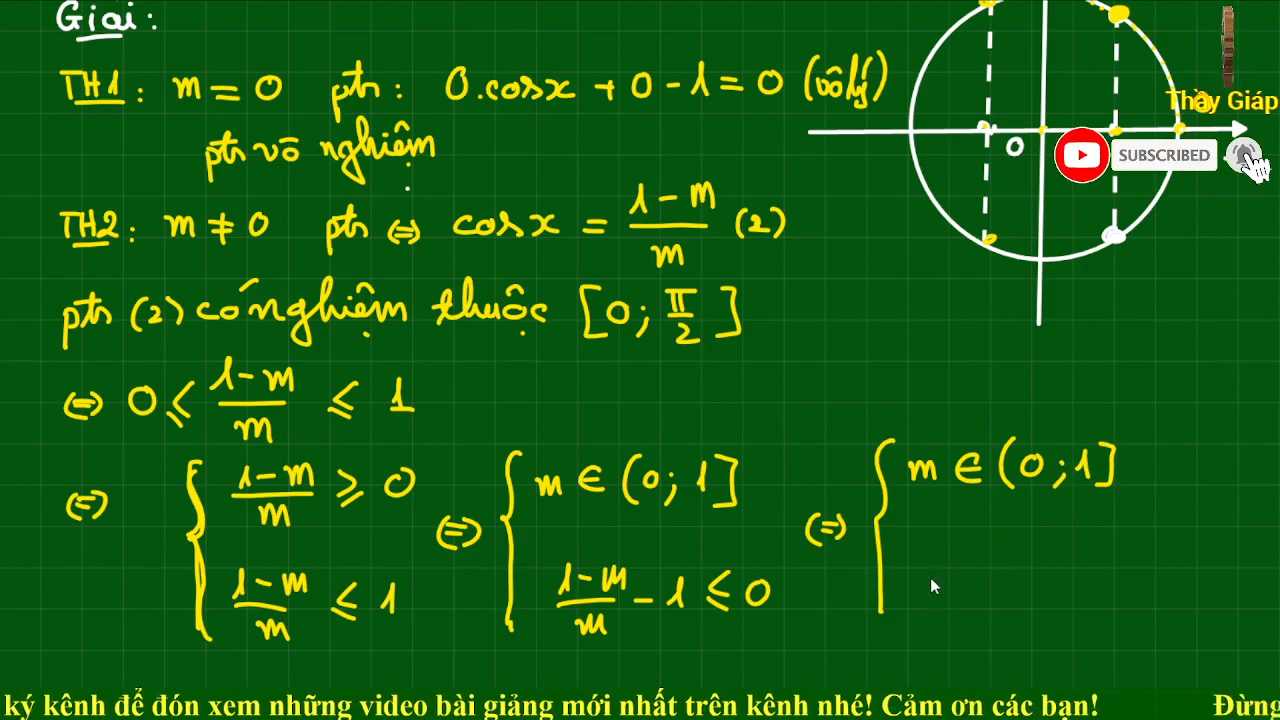 Giải:
TH1: m = 0 ptr: 0.cosx + 0 - 1 = 0 (vô lý)
ptr vô nghiệm
TH2: m ≠ 0 ptr ⇔ cosx = (1-m)/m (2)
ptr (2) có nghiệm thuộc [0; π/2]
⇔ 0 ≤ (1-m)/m ≤ 1
⇔ { (1-m)/m ≥ 0 ⇔ { m ∈ (0; 1] ⇔ { m ∈ (0; 1]
(1-m)/m ≤ 1 (1-m)/m - 1 ≤ 0
O
Thầy Giáp
SUBSCRIBED
ký kênh để đón xem những video bài giảng mới nhất trên kênh nhé! Cảm ơn các bạn! Đừng